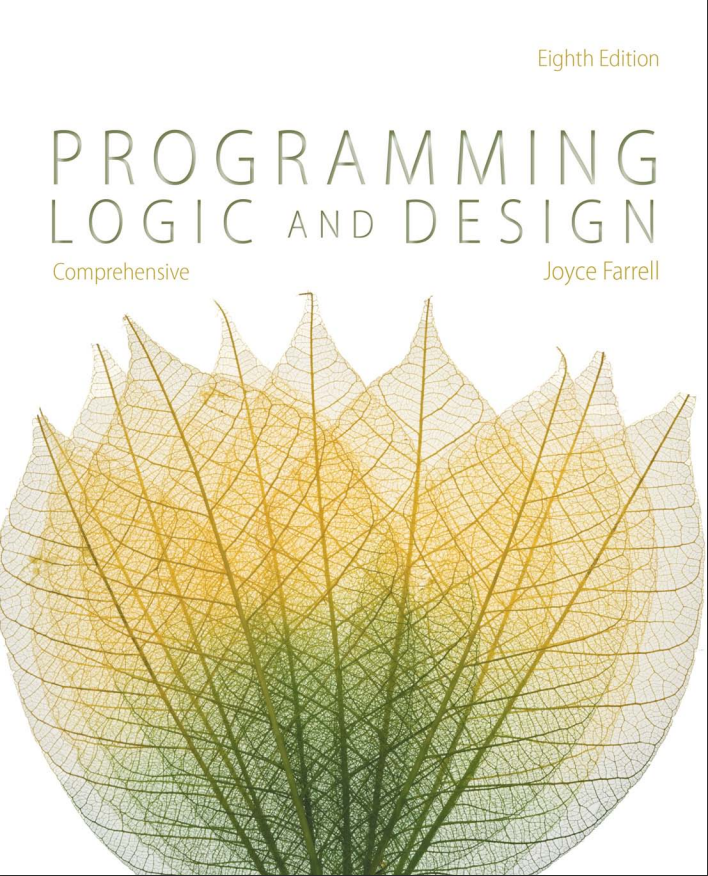 Eighth Edition
PROGRAMMING
LOGIC AND DESIGN
Comprehensive
Joyce Farrell